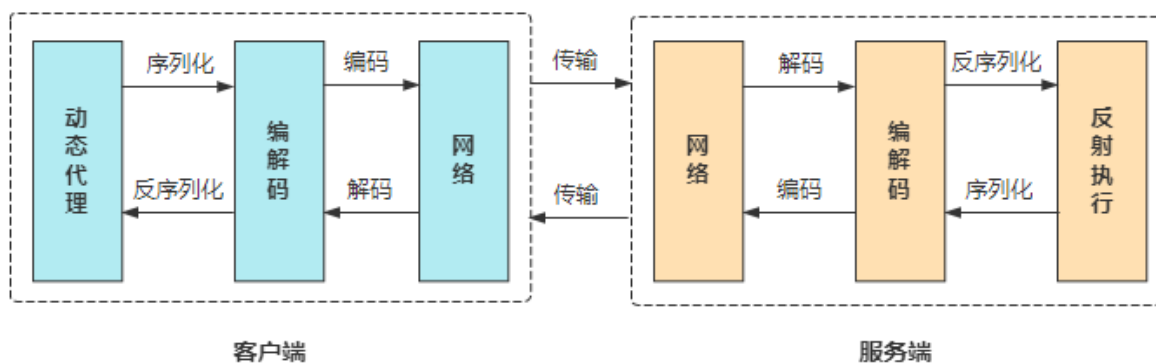 序列化
编码
传输
解码
反序列化
动态代理
编解码
网络
网络
编解码
反射执行
反序列化
解码
传输
编码
序列化
客户端
服务端